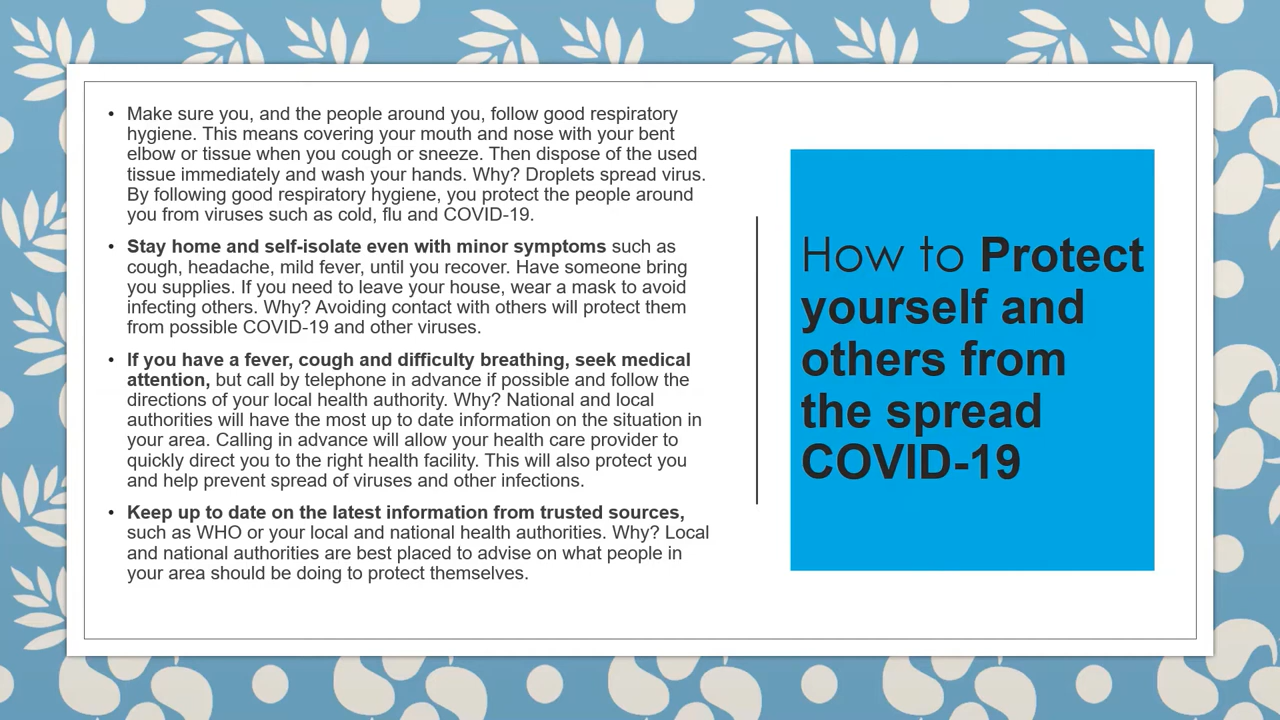 • Make sure you, and the people around you, follow good respiratory
hygiene. This means covering your mouth and nose with your bent
elbow or tissue when you cough or sneeze. Then dispose of the used
tissue immediately and wash your hands. Why? Droplets spread virus.
By following good respiratory hygiene, you protect the people around
you from viruses such as cold, flu and COVID-19.
• Stay home and self-isolate even with minor symptoms such as
cough, headache, mild fever, until you recover. Have someone bring
you supplies. If you need to leave your house, wear a mask to avoid
infecting others. Why? Avoiding contact with others will protect them
from possible COVID-19 and other viruses.
• If you have a fever, cough and difficulty breathing, seek medical
attention, but call by telephone in advance if possible and follow the
directions of your local health authority. Why? National and local
authorities will have the most up to date information on the situation in
your area. Calling in advance will allow your health care provider to
quickly direct you to the right health facility. This will also protect you
and help prevent spread of viruses and other infections.
• Keep up to date on the latest information from trusted sources,
such as WHO or your local and national health authorities. Why? Local
and national authorities are best placed to advise on what people in
your area should be doing to protect themselves.
How to Protect
yourself and
others from
the spread
COVID-19